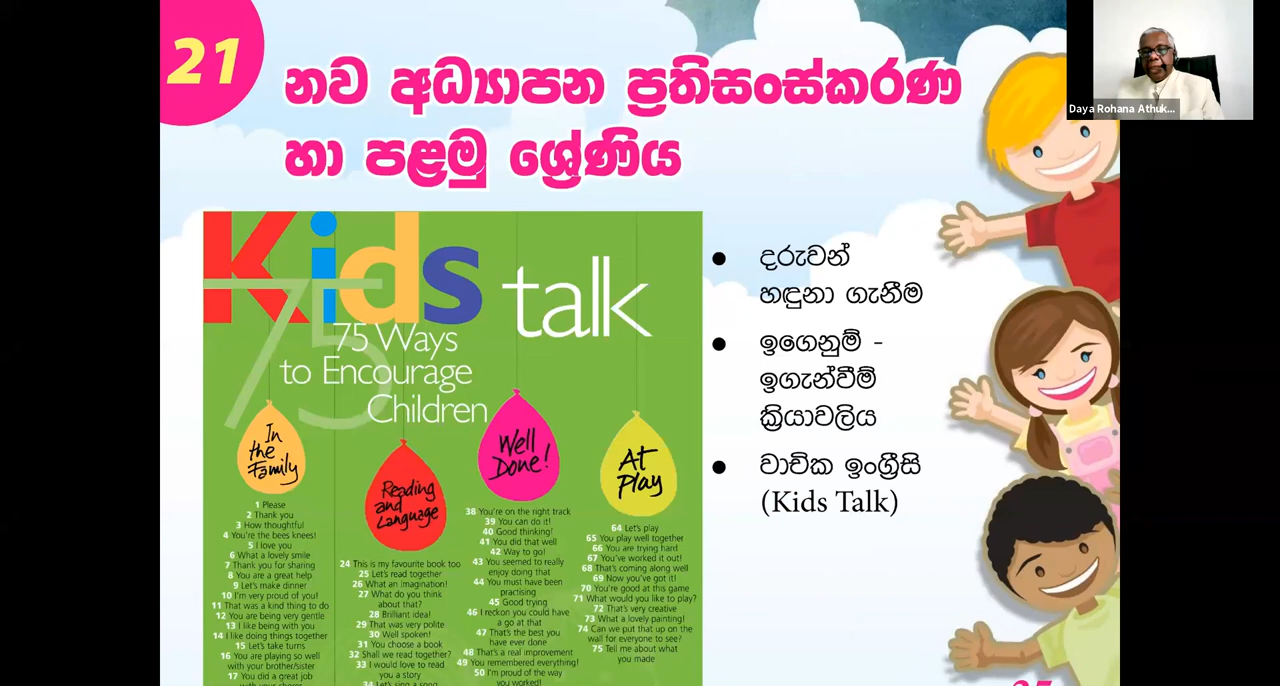 21
නව අධ්‍යාපන ප්‍රතිසංස්කරණ
හා පළමු ශ්‍රේණිය
Daya Rohana Athuk...
Kids talk
75
75 Ways
to Encourage
Children
In
the
Family
1 Please
2 Thank you
3 How thoughtful
4 You're the bees knees!
5 I love you
6 What a lovely smile
7 Thank you for sharing
8 You are a great help
9 Let's make dinner
10 I'm very proud of you!
11 That was a kind thing to do
12 You are being very gentle
13 I like being with you
14 I like doing things together
15 Let's take turns
16 You are playing so well
with your brother/sister
17 You did a great job
with your chores
Reading
and
Language
24 This is my favourite book too
25 Let's read together
26 What an imagination!
27 What do you think
about that?
28 Brilliant idea!
29 That was very polite
30 Well spoken!
31 You choose a book
32 Shall we read together?
33 I would love to read
you a story
34 Let's sing a song
Well
Done!
38 You're on the right track
39 You can do it!
40 Good thinking!
41 You did that well
42 Way to go!
43 You seemed to really
enjoy doing that
44 You must have been
practising
45 Good trying
46 I reckon you could have
a go at that
47 That's the best you
have ever done
48 That's a real improvement
49 You remembered everything!
50 I'm proud of the way
you worked!
At
Play
64 Let's play
65 You play well together
66 You are trying hard
67 You've worked it out!
68 That's coming along well
69 Now you've got it!
70 You're good at this game
71 What would you like to play?
72 That's very creative
73 What a lovely painting!
74 Can we put that up on the
wall for everyone to see?
75 Tell me about what
you made
● දරුවන්
හඳුනා ගැනීම
● ඉගෙනුම් -
ඉගැන්වීම්
ක්‍රියාවලිය
● වාචික ඉංග්‍රීසි
(Kids Talk)